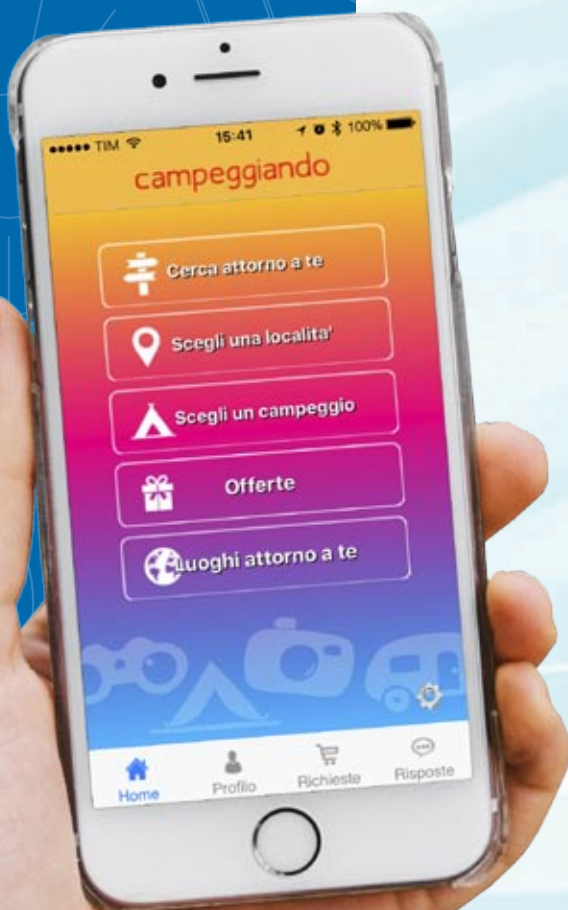 TIM 15:41 100%
campeggiando
Cerca attorno a te
Scegli una localita'
Scegli un campeggio
Offerte
Luoghi attorno a te
Home Profilo Richieste Risposte